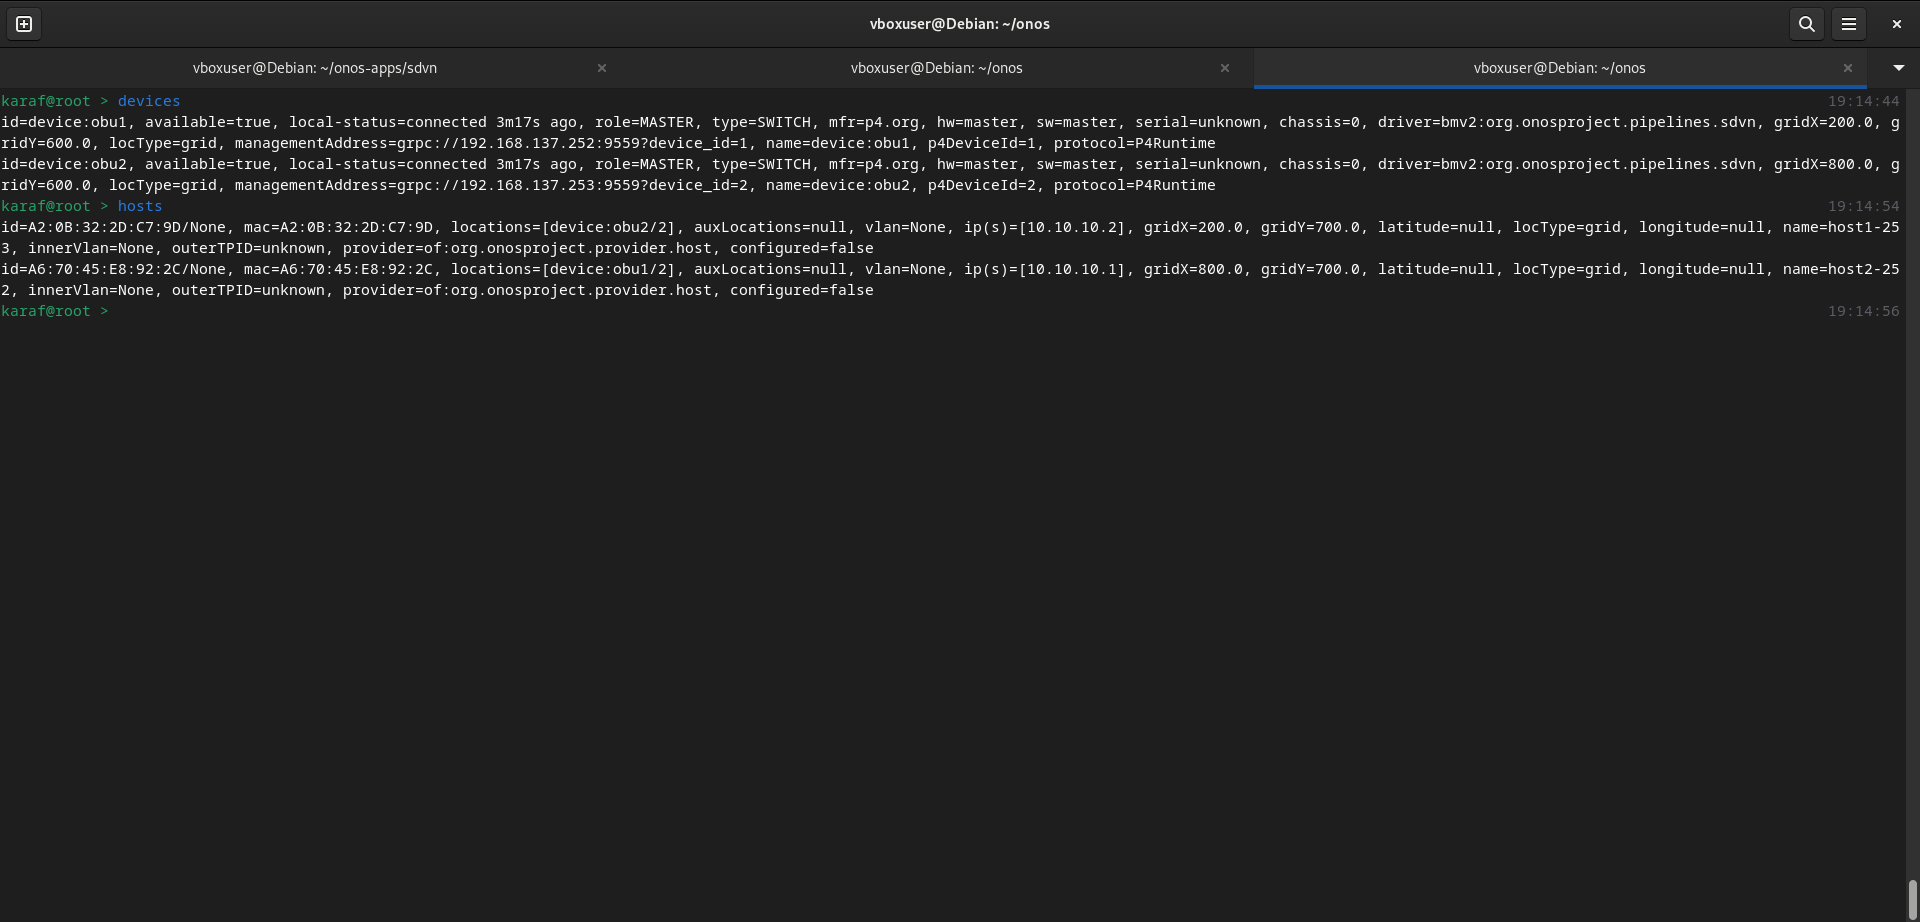 vboxuser@Debian: ~/onos
vboxuser@Debian: ~/onos-apps/sdvn
vboxuser@Debian: ~/onos
vboxuser@Debian: ~/onos
karaf@root > devices 19:14:44
id=device:obu1, available=true, local-status=connected 3m17s ago, role=MASTER, type=SWITCH, mfr=p4.org, hw=master, sw=master, serial=unknown, chassis=0, driver=bmv2:org.onosproject.pipelines.sdvn, gridX=200.0, g
ridY=600.0, locType=grid, managementAddress=grpc://192.168.137.252:9559?device_id=1, name=device:obu1, p4DeviceId=1, protocol=P4Runtime
id=device:obu2, available=true, local-status=connected 3m17s ago, role=MASTER, type=SWITCH, mfr=p4.org, hw=master, sw=master, serial=unknown, chassis=0, driver=bmv2:org.onosproject.pipelines.sdvn, gridX=800.0, g
ridY=600.0, locType=grid, managementAddress=grpc://192.168.137.253:9559?device_id=2, name=device:obu2, p4DeviceId=2, protocol=P4Runtime
karaf@root > hosts 19:14:54
id=A2:0B:32:2D:C7:9D/None, mac=A2:0B:32:2D:C7:9D, locations=[device:obu2/2], auxLocations=null, vlan=None, ip(s)=[10.10.10.2], gridX=200.0, gridY=700.0, latitude=null, locType=grid, longitude=null, name=host1-25
3, innerVlan=None, outerTPID=unknown, provider=of:org.onosproject.provider.host, configured=false
id=A6:70:45:E8:92:2C/None, mac=A6:70:45:E8:92:2C, locations=[device:obu1/2], auxLocations=null, vlan=None, ip(s)=[10.10.10.1], gridX=800.0, gridY=700.0, latitude=null, locType=grid, longitude=null, name=host2-25
2, innerVlan=None, outerTPID=unknown, provider=of:org.onosproject.provider.host, configured=false
karaf@root > 19:14:56